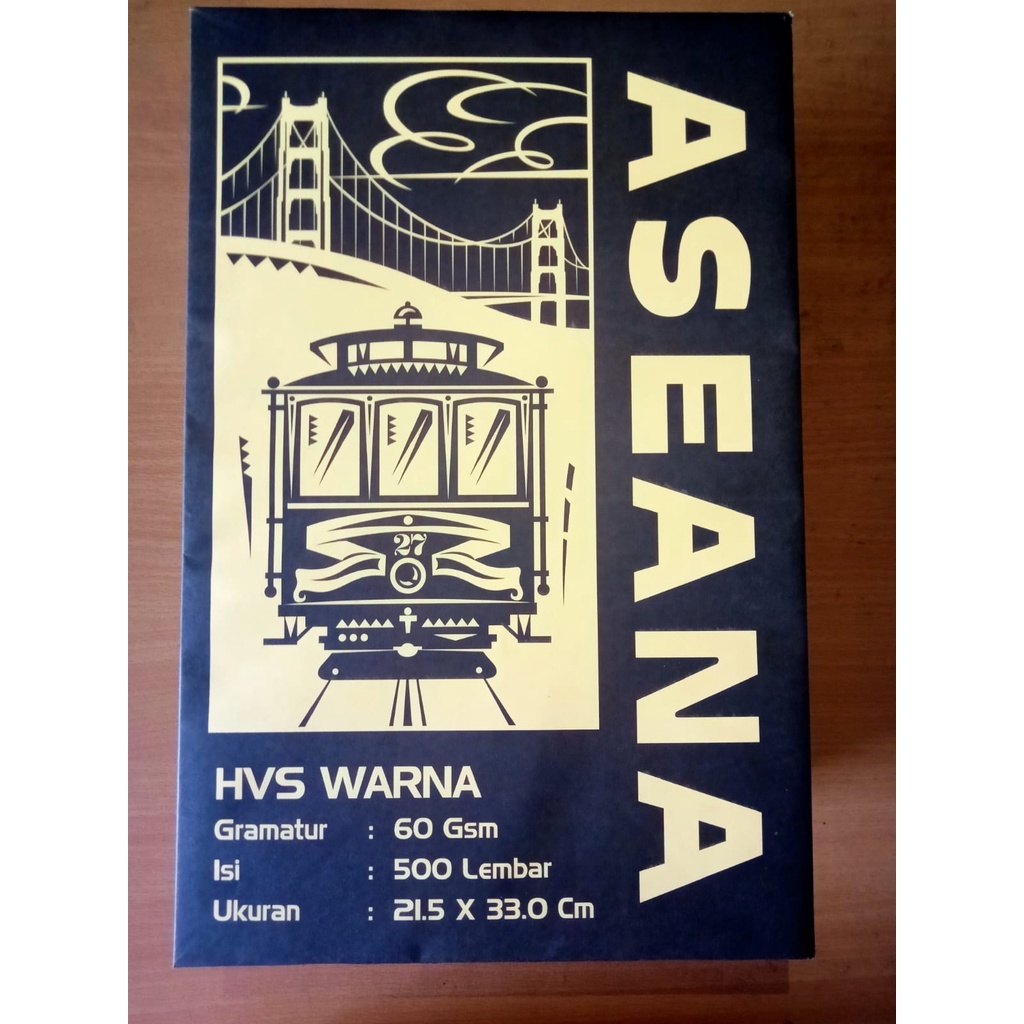 ASEANA
27
HVS WARNA
Gramatur : 60 Gsm
Isi : 500 Lembar
Ukuran : 21.5 X 33.0 Cm